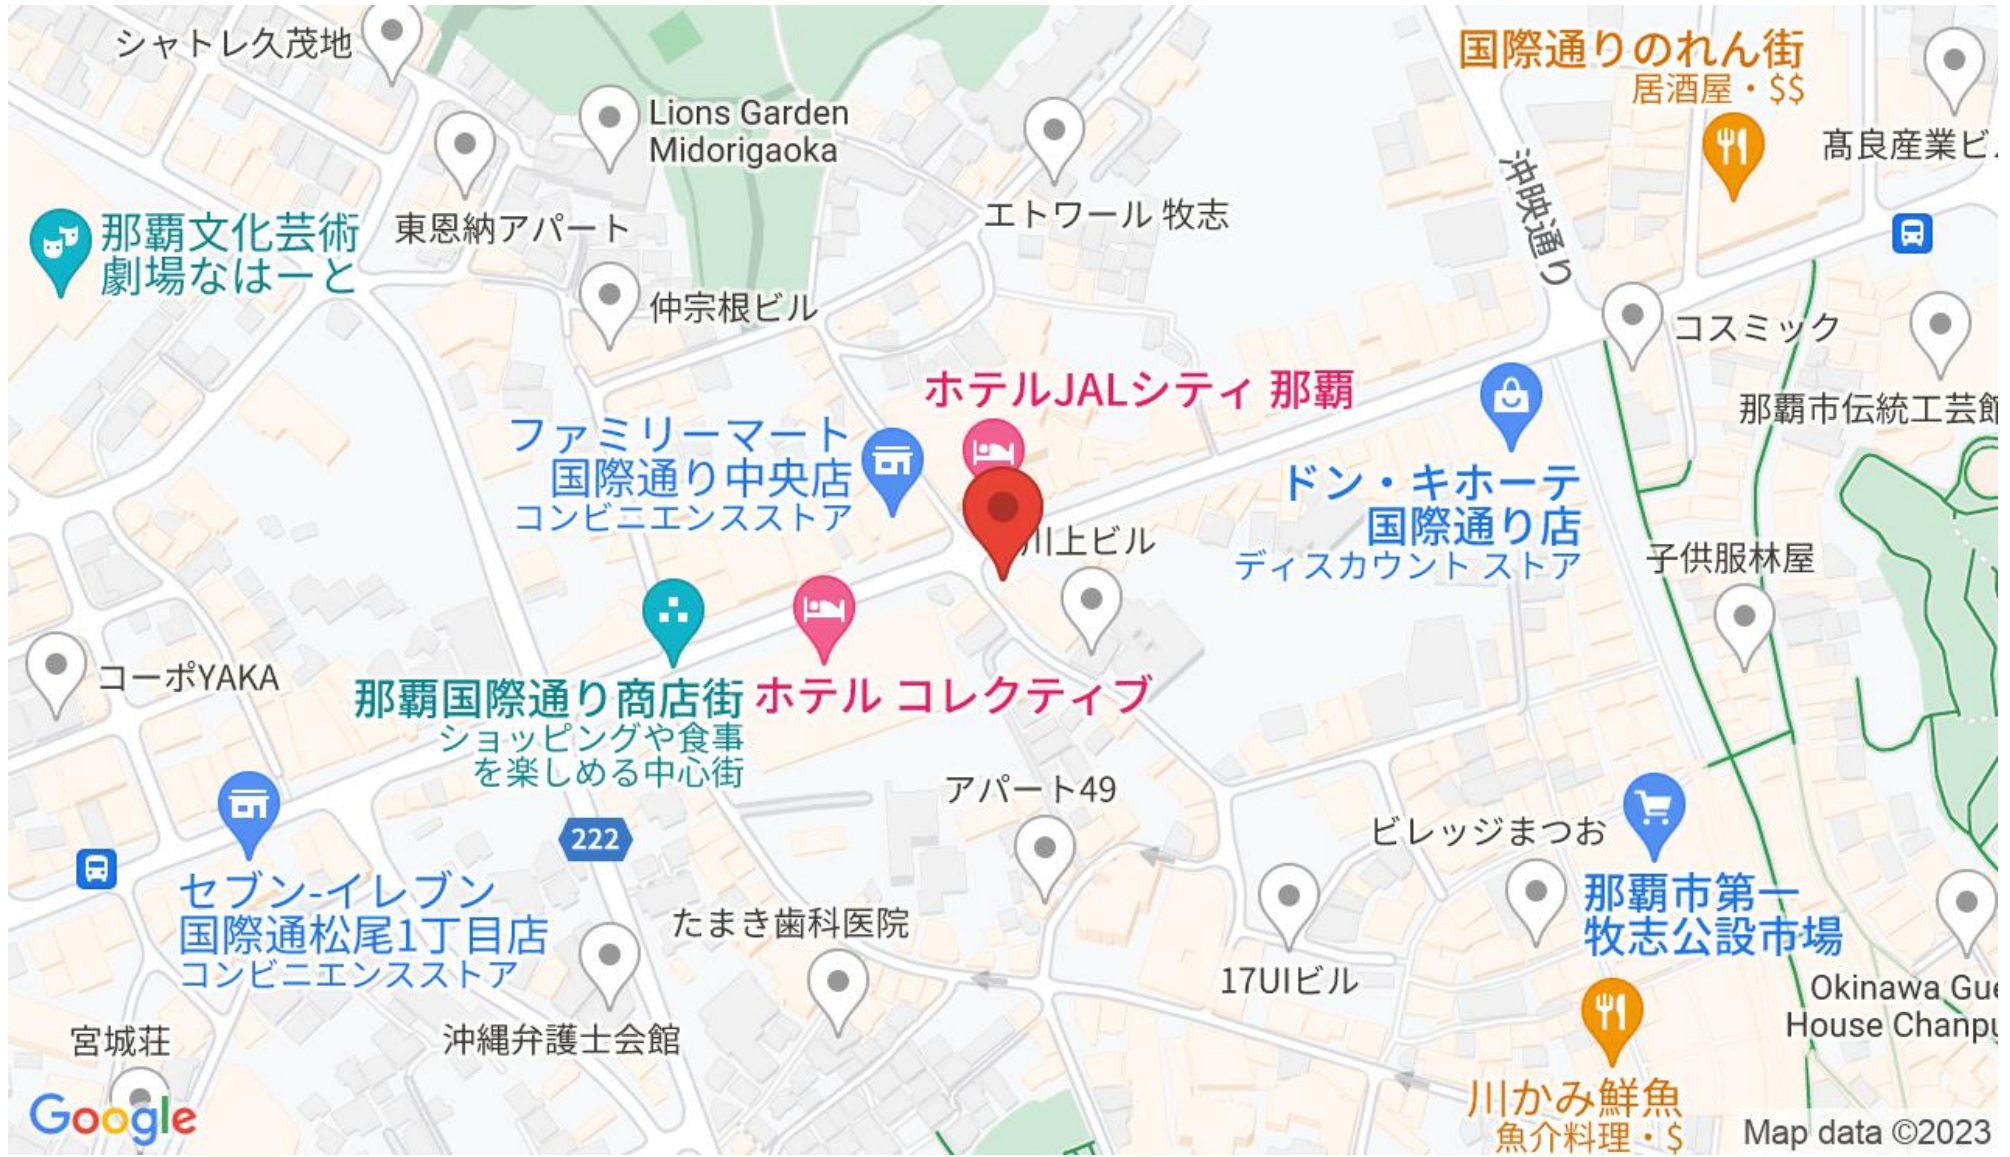 シャトレ久茂地
国際通りのれん街
居酒屋・$$
Lions Garden
Midorigaoka
髙良産業ビ
沖映通り
那覇文化芸術
劇場なはーと
東恩納アパート
エトワール 牧志
仲宗根ビル
コスミック
ホテルJALシティ 那覇
那覇市伝統工芸館
ファミリーマート
国際通り中央店
コンビニエンスストア
ドン・キホーテ
国際通り店
ディスカウント ストア
川上ビル
子供服林屋
コーポYAKA
那覇国際通り商店街
ショッピングや食事
を楽しめる中心街
ホテル コレクティブ
アパート49
222
ビレッジまつお
セブン-イレブン
国際通松尾1丁目店
コンビニエンスストア
たまき歯科医院
那覇市第一
牧志公設市場
17UIビル
Okinawa Gue
House Chanpu
宮城荘
沖縄弁護士会館
川かみ鮮魚
魚介料理・$
Google
Map data ©2023